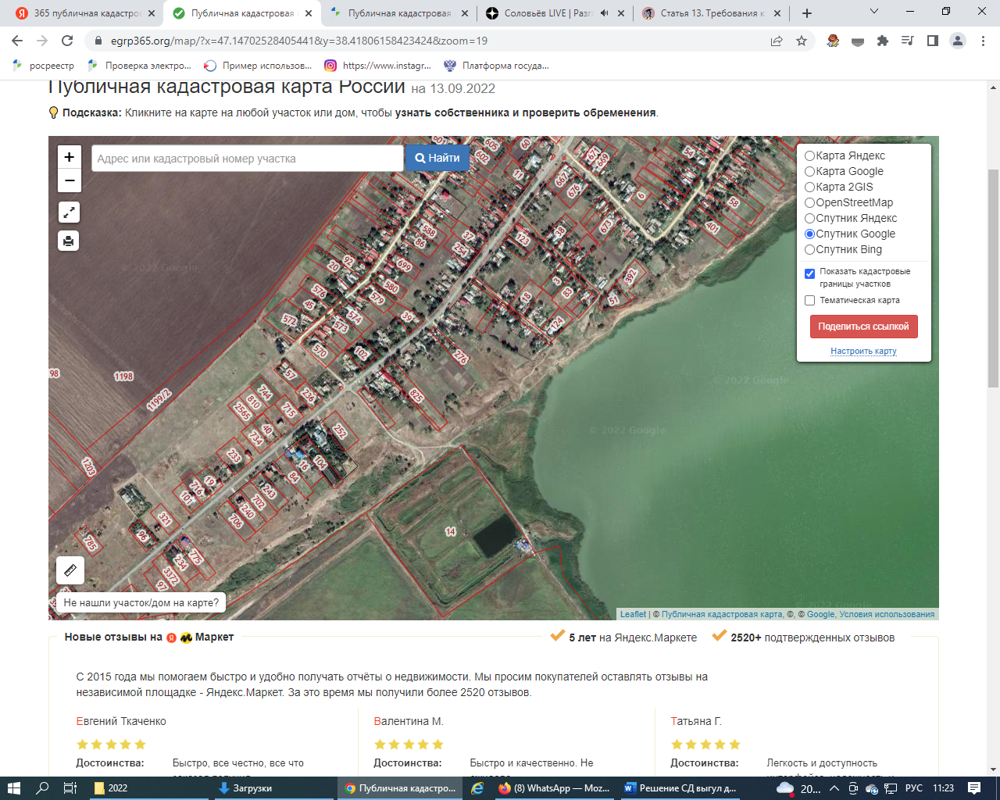 365 публичная кадастров
Публичная кадастровая
Публичная кадастровая
Соловьёв LIVE | Разго
Статья 13. Требования к
egrp365.org/map/?x=47.14702528405441&y=38.41806158423424&zoom=19
росреестр
Проверка электро...
Пример использов...
https://www.instagr...
Платформа госуда...
Публичная кадастровая карта России на 13.09.2022
Подсказка: Кликните на карте на любой участок или дом, чтобы узнать собственника и проверить обременения.
+
−
Адрес или кадастровый номер участка
Найти
Карта Яндекс
Карта Google
Карта 2GIS
OpenStreetMap
Спутник Яндекс
Спутник Google
Спутник Bing
Показать кадастровые
границы участков
Тематическая карта
Поделиться ссылкой
Настроить карту
605
602
60
11
667
676
669
6
54
58
401
673
38
123
37
254
588
86
699
580
579
92
20
576
45
572
574
573
570
39
102
276
18
3
83
124
57
392
98
1198
1199/2
1203
57
236
744
810
2565
715
40
734
233
252
825
104
16
84
243
702
240
706
19
716
101
321
96
785
234
775
3372
97
14
© 2022 Google
© 2022 Google
© 2022 Google
Не нашли участок/дом на карте?
Leaflet | © Публичная кадастровая карта, ©, © Google, Условия использования
Новые отзывы на Я Маркет
5 лет на Яндекс.Маркете
2520+ подтвержденных отзывов
С 2015 года мы помогаем быстро и удобно получать отчёты о недвижимости. Мы просим покупателей оставлять отзывы на
независимой площадке - Яндекс.Маркет. За это время мы получили более 2520 отзывов.
Евгений Ткаченко
Валентина М.
Татьяна Г.
Достоинства: Быстро, все честно, все что
Достоинства: Быстро и качественно. Не
Достоинства: Легкость и доступность
2022
Загрузки
Публичная кадастро...
(8) WhatsApp — Moz...
Решение СД выгул д...
20...
РУС
11:23